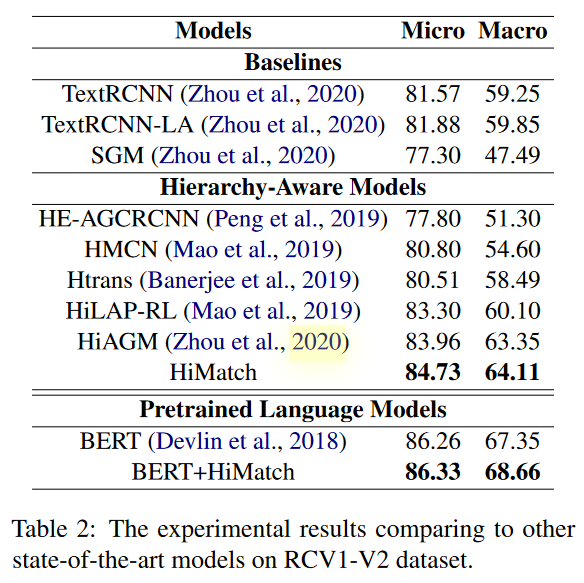 Models Micro Macro
Baselines
TextRCNN (Zhou et al., 2020) 81.57 59.25
TextRCNN-LA (Zhou et al., 2020) 81.88 59.85
SGM (Zhou et al., 2020) 77.30 47.49
Hierarchy-Aware Models
HE-AGCRCNN (Peng et al., 2019) 77.80 51.30
HMCN (Mao et al., 2019) 80.80 54.60
Htrans (Banerjee et al., 2019) 80.51 58.49
HiLAP-RL (Mao et al., 2019) 83.30 60.10
HiAGM (Zhou et al., 2020) 83.96 63.35
HiMatch 84.73 64.11
Pretrained Language Models
BERT (Devlin et al., 2018) 86.26 67.35
BERT+HiMatch 86.33 68.66
Table 2: The experimental results comparing to other
state-of-the-art models on RCV1-V2 dataset.